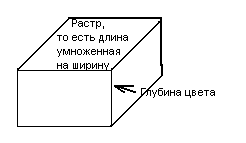 Растр,
то есть длина
умноженная
на ширину
Глубина цвета